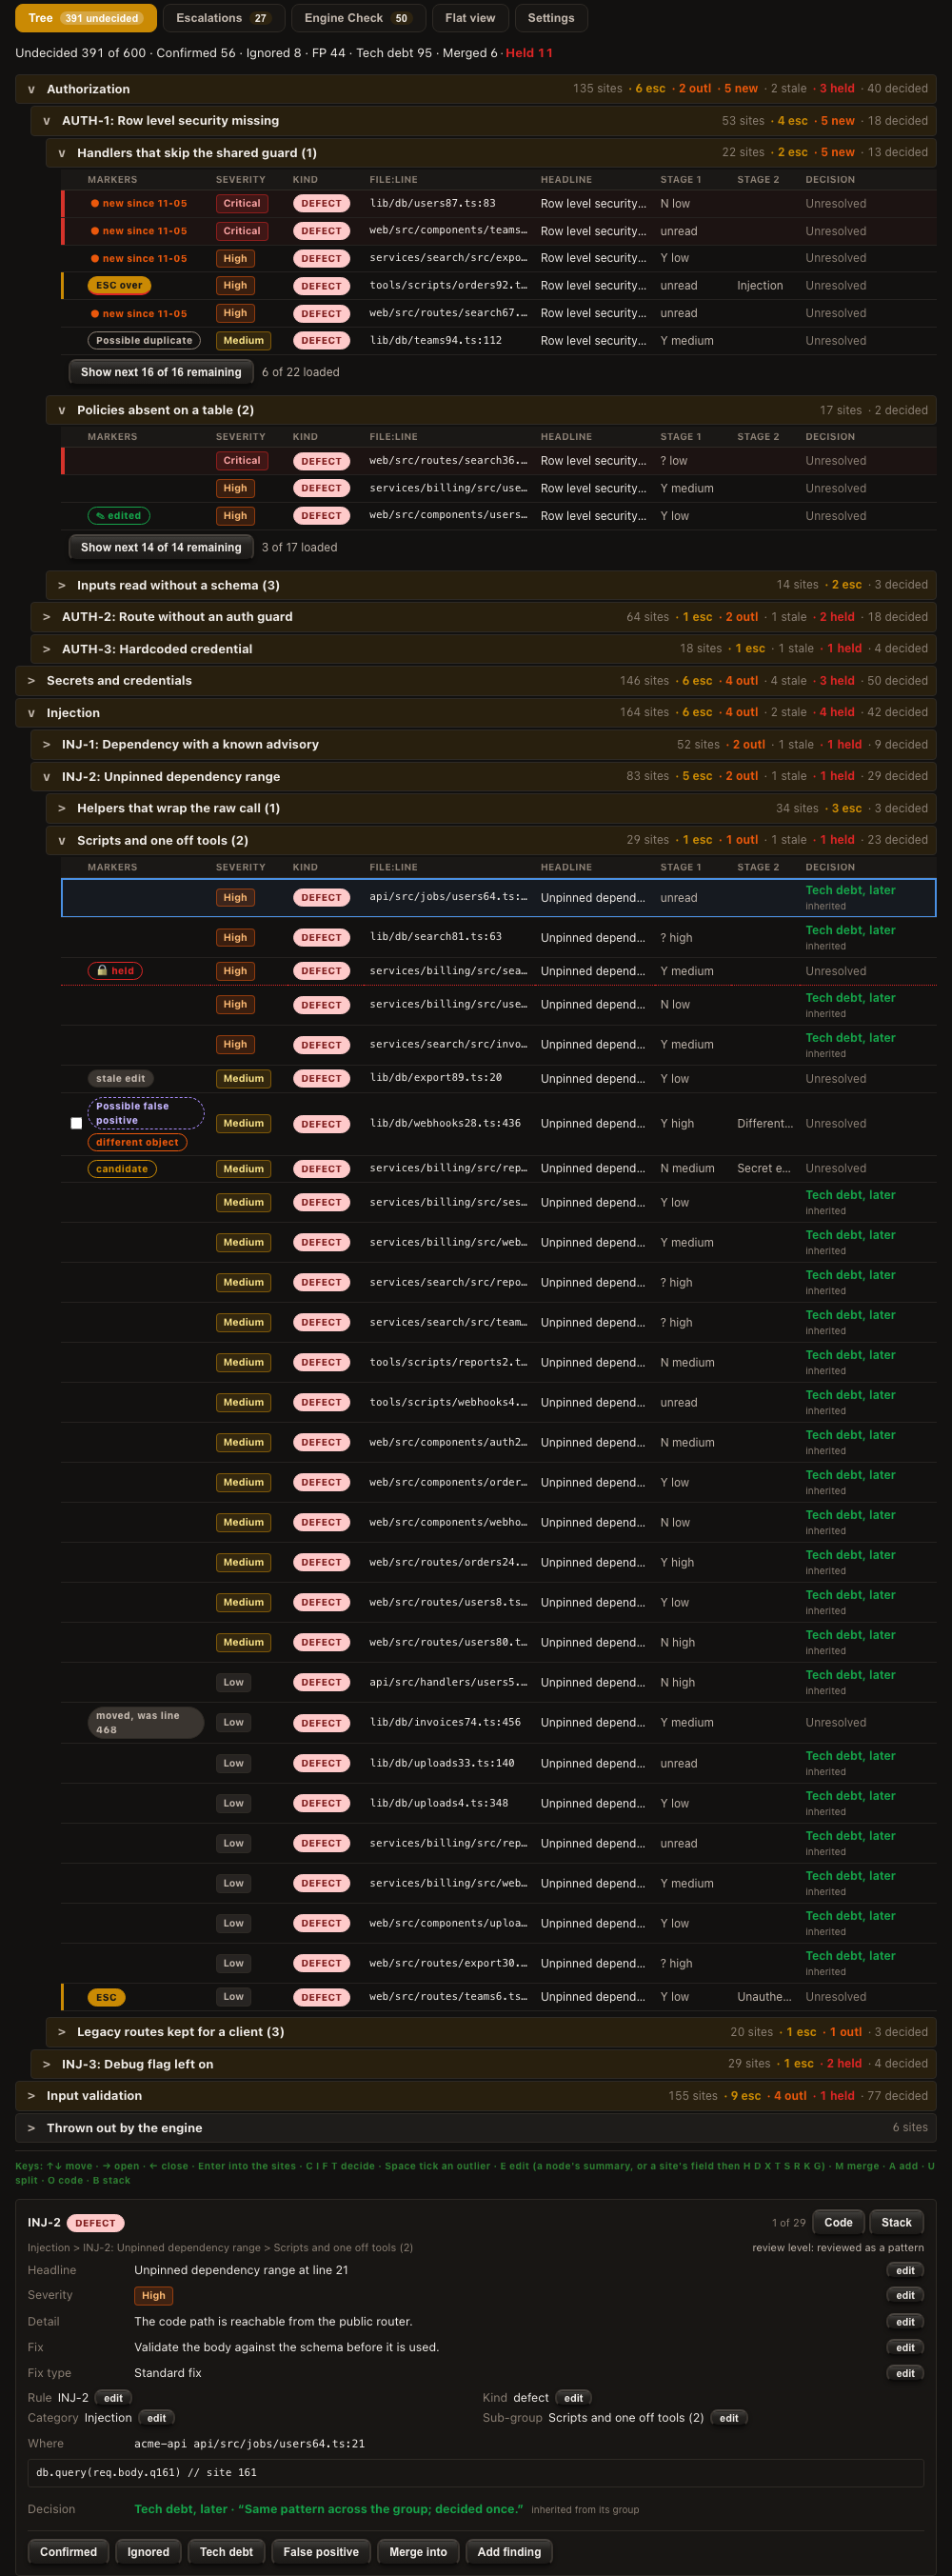 Tree 391 undecided Escalations 27 Engine Check 50 Flat view Settings
Undecided 391 of 600 · Confirmed 56 · Ignored 8 · FP 44 · Tech debt 95 · Merged 6 · Held 11
v Authorization 135 sites · 6 esc · 2 outl · 5 new · 2 stale · 3 held · 40 decided
v AUTH-1: Row level security missing 53 sites · 4 esc · 5 new · 18 decided
v Handlers that skip the shared guard (1) 22 sites · 2 esc · 5 new · 13 decided
MARKERS SEVERITY KIND FILE:LINE HEADLINE STAGE 1 STAGE 2 DECISION
● new since 11-05 Critical DEFECT lib/db/users87.ts:83 Row level security… N low Unresolved
● new since 11-05 Critical DEFECT web/src/components/teams… Row level security… unread Unresolved
● new since 11-05 High DEFECT services/search/src/expo… Row level security… Y low Unresolved
ESC over High DEFECT tools/scripts/orders92.t… Row level security… unread Injection Unresolved
● new since 11-05 High DEFECT web/src/routes/search67.… Row level security… unread Unresolved
Possible duplicate Medium DEFECT lib/db/teams94.ts:112 Row level security… Y medium Unresolved
Show next 16 of 16 remaining 6 of 22 loaded
v Policies absent on a table (2) 17 sites · 2 decided
MARKERS SEVERITY KIND FILE:LINE HEADLINE STAGE 1 STAGE 2 DECISION
Critical DEFECT web/src/routes/search36.… Row level security… ? low Unresolved
High DEFECT services/billing/src/use… Row level security… Y medium Unresolved
✎ edited High DEFECT web/src/components/users… Row level security… Y low Unresolved
Show next 14 of 14 remaining 3 of 17 loaded
> Inputs read without a schema (3) 14 sites · 2 esc · 3 decided
> AUTH-2: Route without an auth guard 64 sites · 1 esc · 2 outl · 1 stale · 2 held · 18 decided
> AUTH-3: Hardcoded credential 18 sites · 1 esc · 1 stale · 1 held · 4 decided
> Secrets and credentials 146 sites · 6 esc · 4 outl · 4 stale · 3 held · 50 decided
v Injection 164 sites · 6 esc · 4 outl · 2 stale · 4 held · 42 decided
> INJ-1: Dependency with a known advisory 52 sites · 2 outl · 1 stale · 1 held · 9 decided
v INJ-2: Unpinned dependency range 83 sites · 5 esc · 2 outl · 1 stale · 1 held · 29 decided
> Helpers that wrap the raw call (1) 34 sites · 3 esc · 3 decided
v Scripts and one off tools (2) 29 sites · 1 esc · 1 outl · 1 stale · 1 held · 23 decided
MARKERS SEVERITY KIND FILE:LINE HEADLINE STAGE 1 STAGE 2 DECISION
High DEFECT api/src/jobs/users64.ts:… Unpinned depend… unread Tech debt, later
inherited
High DEFECT lib/db/search81.ts:63 Unpinned depend… ? high Tech debt, later
inherited
🔒 held High DEFECT services/billing/src/sea… Unpinned depend… Y medium Unresolved
High DEFECT services/billing/src/use… Unpinned depend… N low Tech debt, later
inherited
High DEFECT services/search/src/invo… Unpinned depend… Y medium Tech debt, later
inherited
stale edit Medium DEFECT lib/db/export89.ts:20 Unpinned depend… Y low Unresolved
Possible false
positive
different object Medium DEFECT lib/db/webhooks28.ts:436 Unpinned depend… Y high Different… Unresolved
candidate Medium DEFECT services/billing/src/rep… Unpinned depend… N medium Secret e… Unresolved
Medium DEFECT services/billing/src/ses… Unpinned depend… Y low Tech debt, later
inherited
Medium DEFECT services/billing/src/web… Unpinned depend… Y medium Tech debt, later
inherited
Medium DEFECT services/search/src/repo… Unpinned depend… ? high Tech debt, later
inherited
Medium DEFECT services/search/src/team… Unpinned depend… ? high Tech debt, later
inherited
Medium DEFECT tools/scripts/reports2.t… Unpinned depend… N medium Tech debt, later
inherited
Medium DEFECT tools/scripts/webhooks4.… Unpinned depend… unread Tech debt, later
inherited
Medium DEFECT web/src/components/auth2… Unpinned depend… N medium Tech debt, later
inherited
Medium DEFECT web/src/components/order… Unpinned depend… Y low Tech debt, later
inherited
Medium DEFECT web/src/components/webho… Unpinned depend… N low Tech debt, later
inherited
Medium DEFECT web/src/routes/orders24.… Unpinned depend… Y high Tech debt, later
inherited
Medium DEFECT web/src/routes/users8.ts… Unpinned depend… Y low Tech debt, later
inherited
Medium DEFECT web/src/routes/users80.t… Unpinned depend… N high Tech debt, later
inherited
Low DEFECT api/src/handlers/users5.… Unpinned depend… N high Tech debt, later
inherited
moved, was line
468 Low DEFECT lib/db/invoices74.ts:456 Unpinned depend… Y medium Unresolved
Low DEFECT lib/db/uploads33.ts:140 Unpinned depend… unread Tech debt, later
inherited
Low DEFECT lib/db/uploads4.ts:348 Unpinned depend… Y low Tech debt, later
inherited
Low DEFECT services/billing/src/rep… Unpinned depend… unread Tech debt, later
inherited
Low DEFECT services/billing/src/web… Unpinned depend… Y medium Tech debt, later
inherited
Low DEFECT web/src/components/uploa… Unpinned depend… Y low Tech debt, later
inherited
Low DEFECT web/src/routes/export30.… Unpinned depend… ? high Tech debt, later
inherited
ESC Low DEFECT web/src/routes/teams6.ts… Unpinned depend… Y low Unauthe… Unresolved
> Legacy routes kept for a client (3) 20 sites · 1 esc · 1 outl · 3 decided
> INJ-3: Debug flag left on 29 sites · 1 esc · 2 held · 4 decided
> Input validation 155 sites · 9 esc · 4 outl · 1 held · 77 decided
> Thrown out by the engine 6 sites
Keys: ↑↓ move · → open · ← close · Enter into the sites · C I F T decide · Space tick an outlier · E edit (a node's summary, or a site's field then H D X T S R K G) · M merge · A add · U
split · O code · B stack
INJ-2 DEFECT 1 of 29 Code Stack
Injection > INJ-2: Unpinned dependency range > Scripts and one off tools (2) review level: reviewed as a pattern
Headline Unpinned dependency range at line 21 edit
Severity High edit
Detail The code path is reachable from the public router. edit
Fix Validate the body against the schema before it is used. edit
Fix type Standard fix edit
Rule INJ-2 edit Kind defect edit
Category Injection edit Sub-group Scripts and one off tools (2) edit
Where acme-api api/src/jobs/users64.ts:21
db.query(req.body.q161) // site 161
Decision Tech debt, later · “Same pattern across the group; decided once.” inherited from its group
Confirmed Ignored Tech debt False positive Merge into Add finding